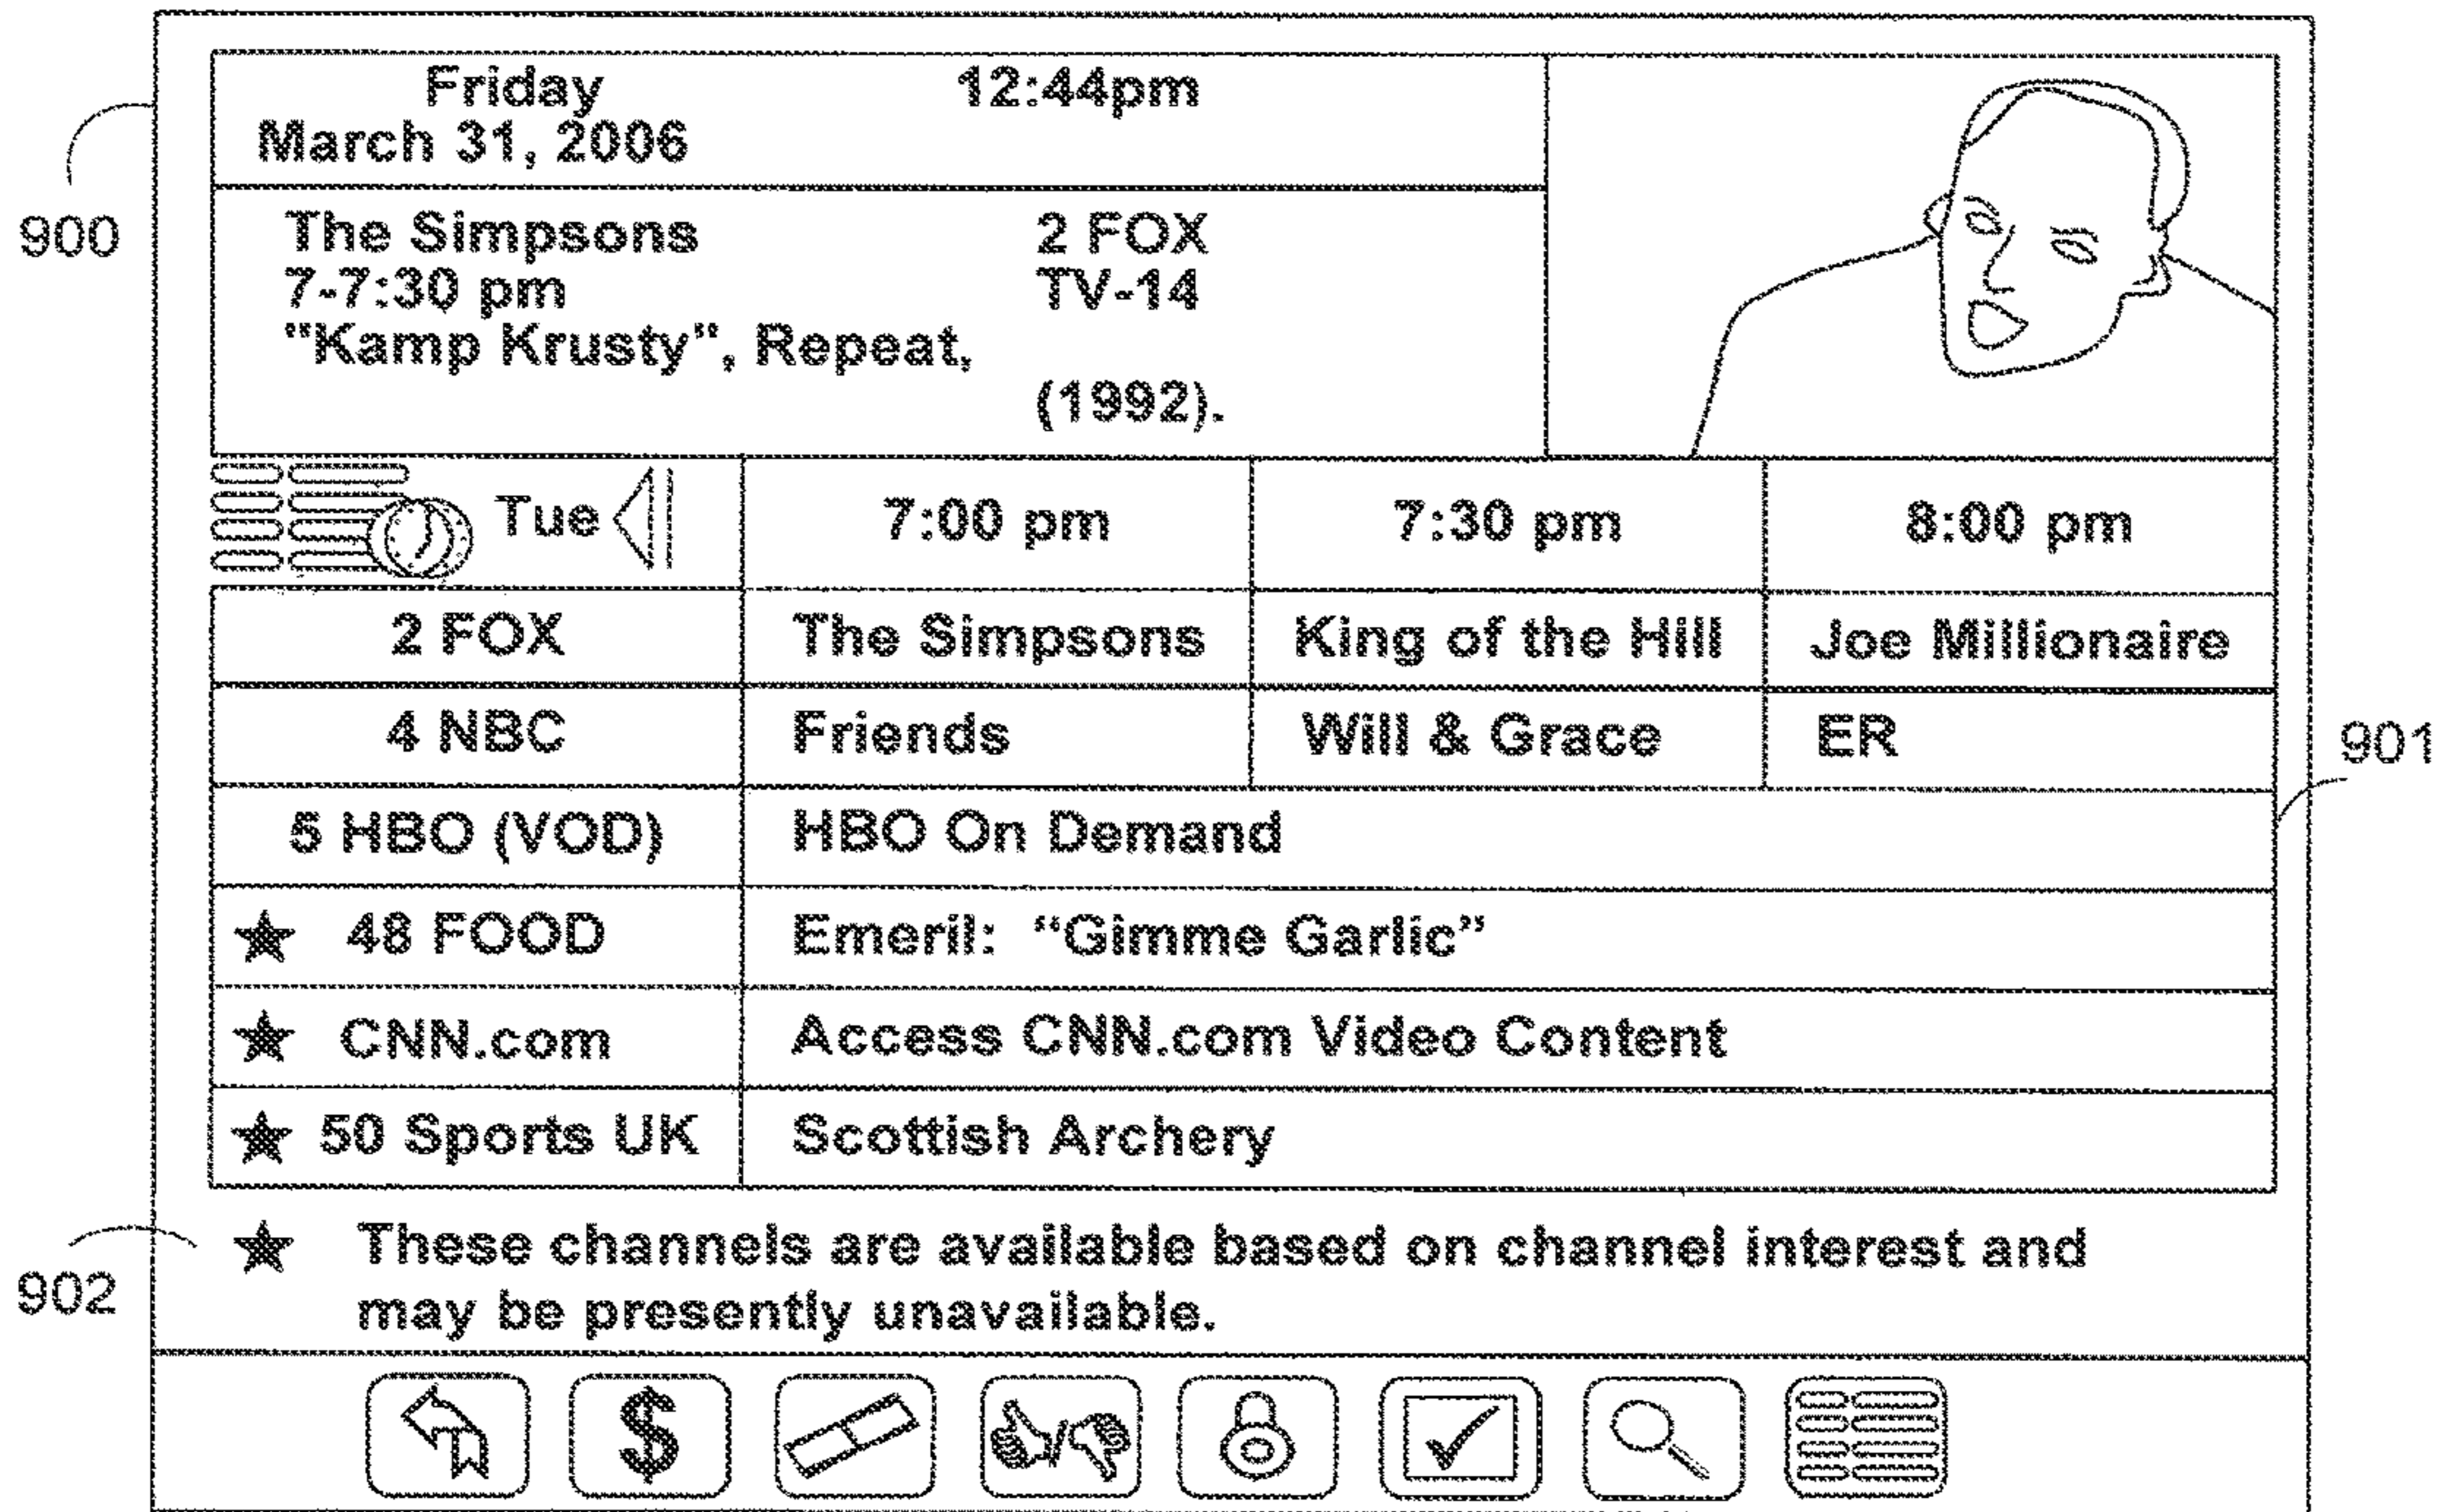 Friday 12:44pm
March 31, 2006
900
The Simpsons 2 FOX
7-7:30 pm TV-14
"Kamp Krusty", Repeat,
(1992).
Tue 7:00 pm 7:30 pm 8:00 pm
2 FOX The Simpsons King of the Hill Joe Millionaire
4 NBC Friends Will & Grace ER
901
5 HBO (VOD) HBO On Demand
★ 48 FOOD Emeril: “Gimme Garlic”
★ CNN.com Access CNN.com Video Content
★ 50 Sports UK Scottish Archery
★ These channels are available based on channel interest and
902
may be presently unavailable.
$